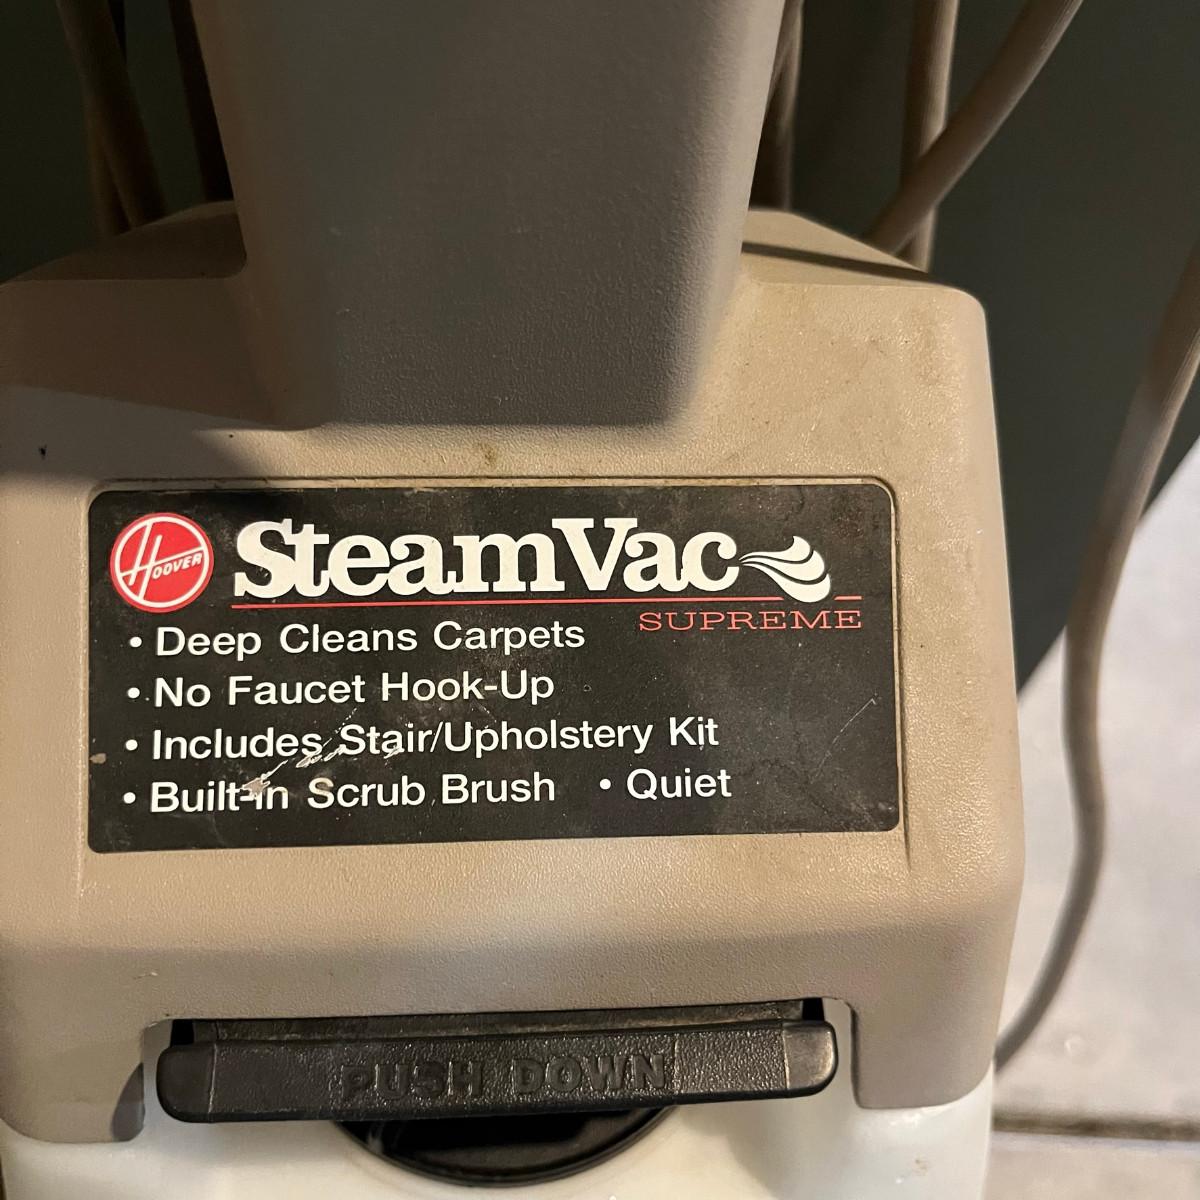 HOOVER
SteamVac
SUPREME
• Deep Cleans Carpets
• No Faucet Hook-Up
• Includes Stair/Upholstery Kit
• Built-in Scrub Brush • Quiet
PUSH DOWN